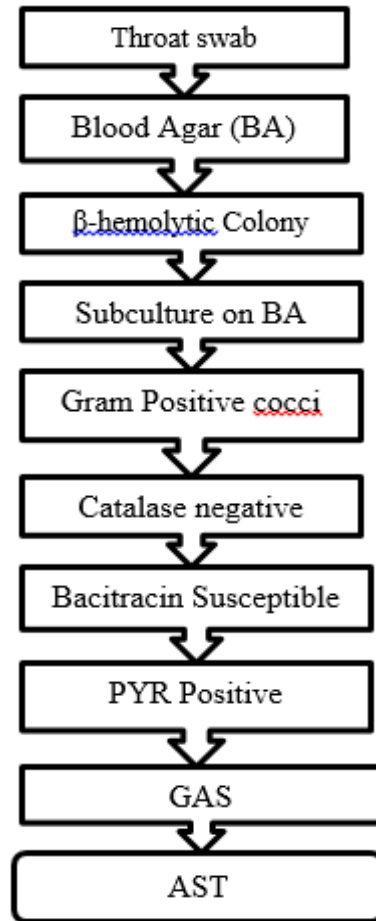 Throat swab
Blood Agar (BA)
β-hemolytic Colony
Subculture on BA
Gram Positive cocci
Catalase negative
Bacitracin Susceptible
PYR Positive
GAS
AST